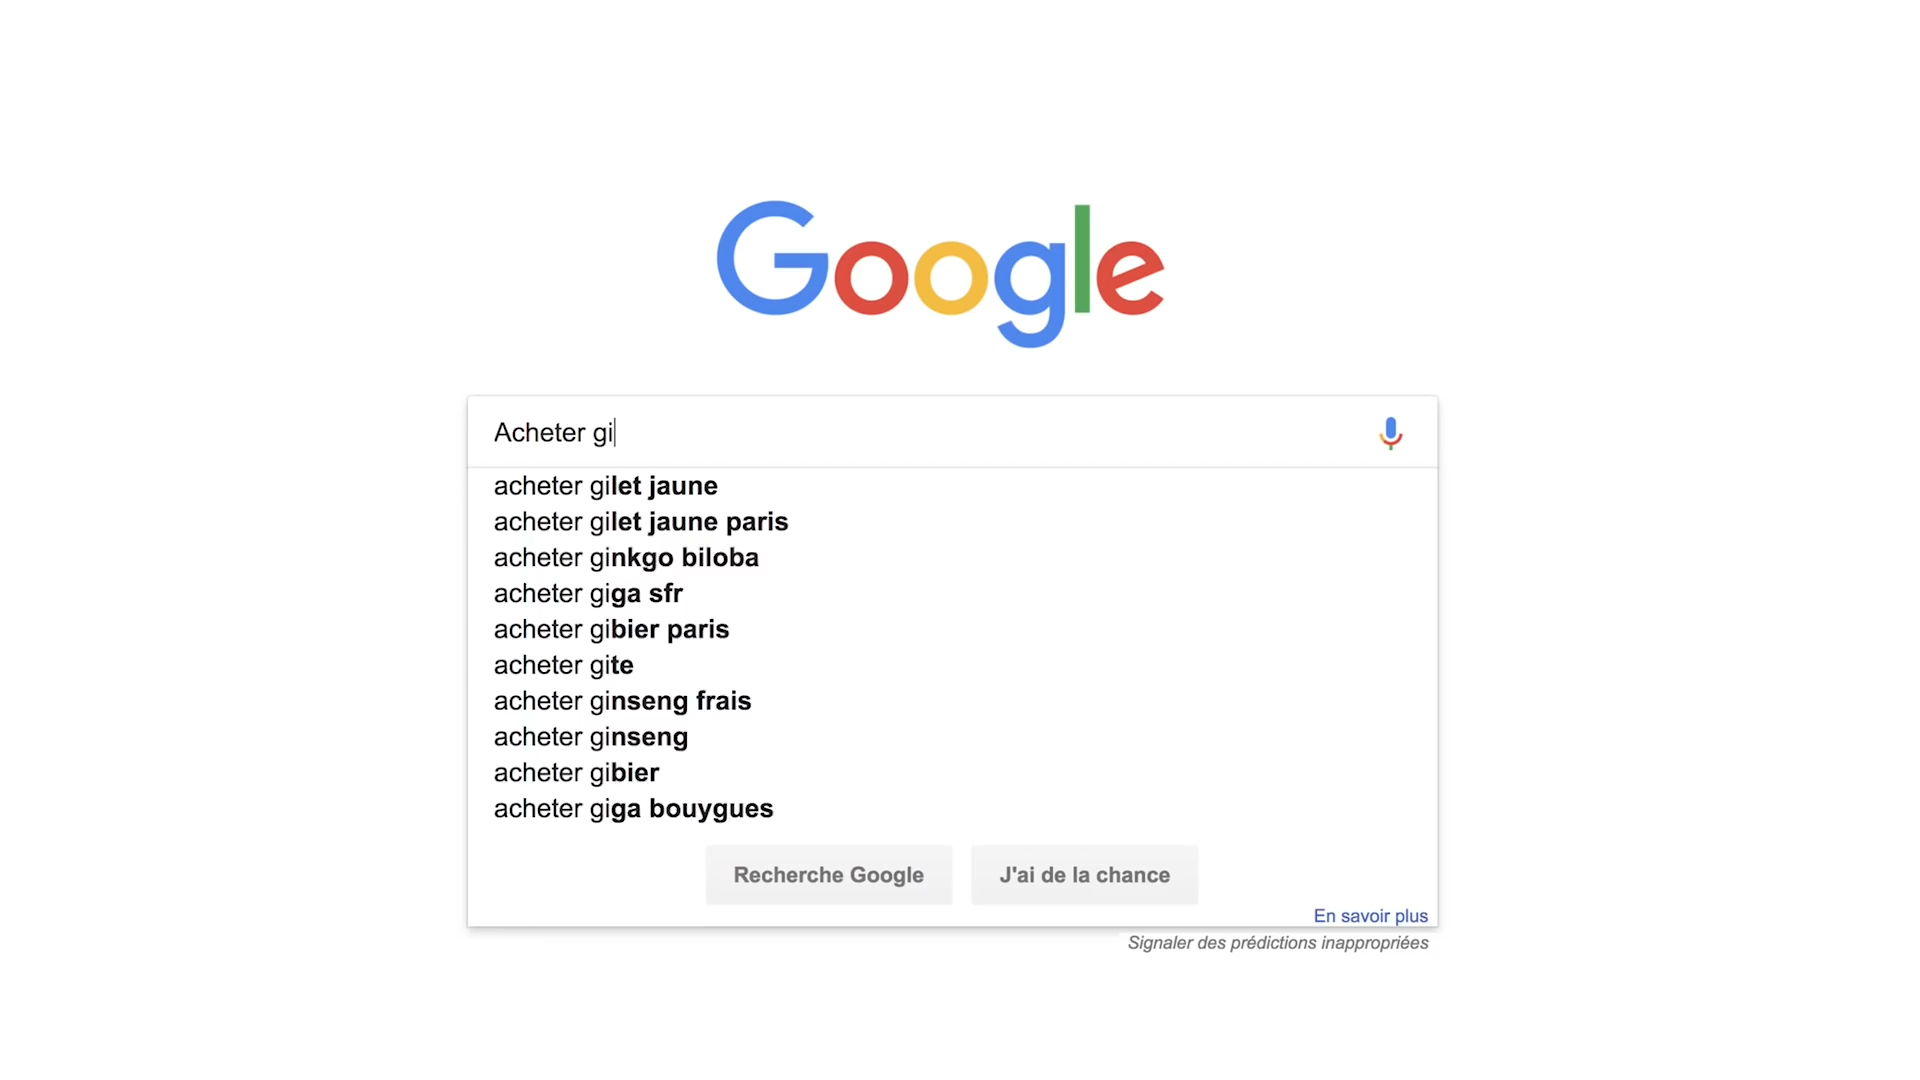 Google
Acheter gi
acheter gilet jaune
acheter gilet jaune paris
acheter ginkgo biloba
acheter giga sfr
acheter gibier paris
acheter gite
acheter ginseng frais
acheter ginseng
acheter gibier
acheter giga bouygues
Recherche Google
J'ai de la chance
En savoir plus
Signaler des prédictions inappropriées